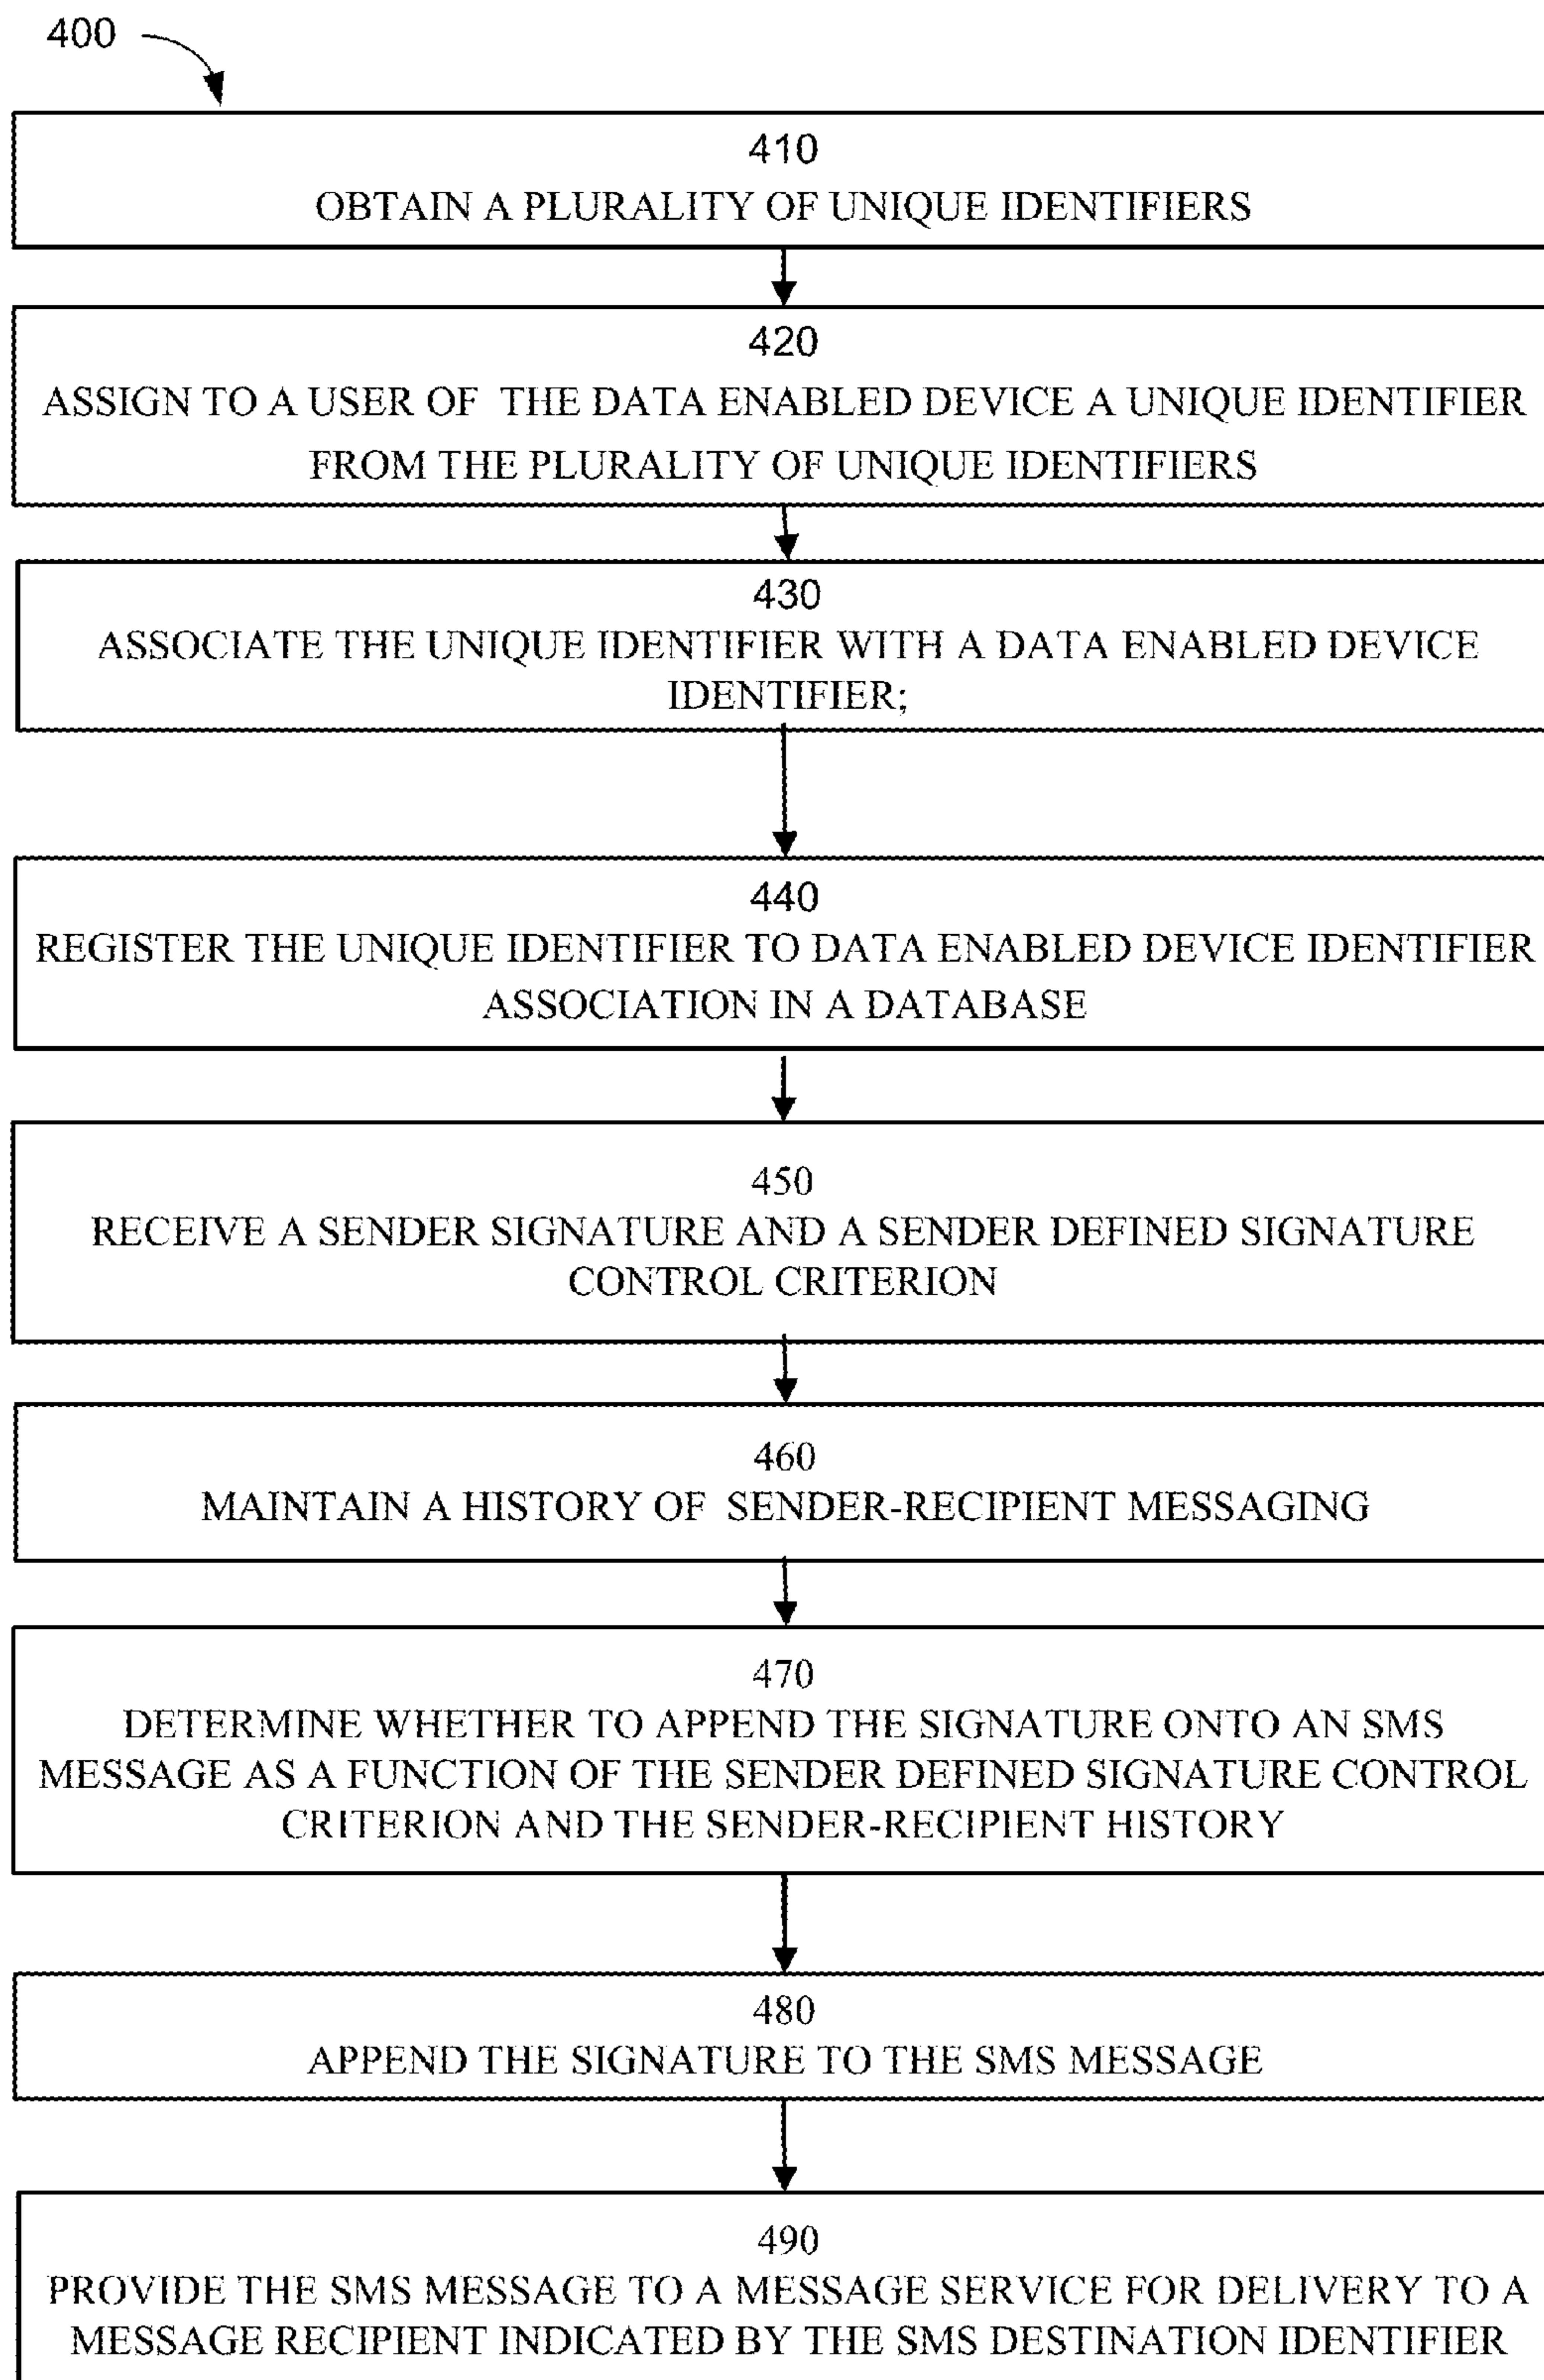 400
410
OBTAIN A PLURALITY OF UNIQUE IDENTIFIERS
420
ASSIGN TO A USER OF THE DATA ENABLED DEVICE A UNIQUE IDENTIFIER
FROM THE PLURALITY OF UNIQUE IDENTIFIERS
430
ASSOCIATE THE UNIQUE IDENTIFIER WITH A DATA ENABLED DEVICE
IDENTIFIER;
440
REGISTER THE UNIQUE IDENTIFIER TO DATA ENABLED DEVICE IDENTIFIER
ASSOCIATION IN A DATABASE
450
RECEIVE A SENDER SIGNATURE AND A SENDER DEFINED SIGNATURE
CONTROL CRITERION
460
MAINTAIN A HISTORY OF SENDER-RECIPIENT MESSAGING
470
DETERMINE WHETHER TO APPEND THE SIGNATURE ONTO AN SMS
MESSAGE AS A FUNCTION OF THE SENDER DEFINED SIGNATURE CONTROL
CRITERION AND THE SENDER-RECIPIENT HISTORY
480
APPEND THE SIGNATURE TO THE SMS MESSAGE
490
PROVIDE THE SMS MESSAGE TO A MESSAGE SERVICE FOR DELIVERY TO A
MESSAGE RECIPIENT INDICATED BY THE SMS DESTINATION IDENTIFIER